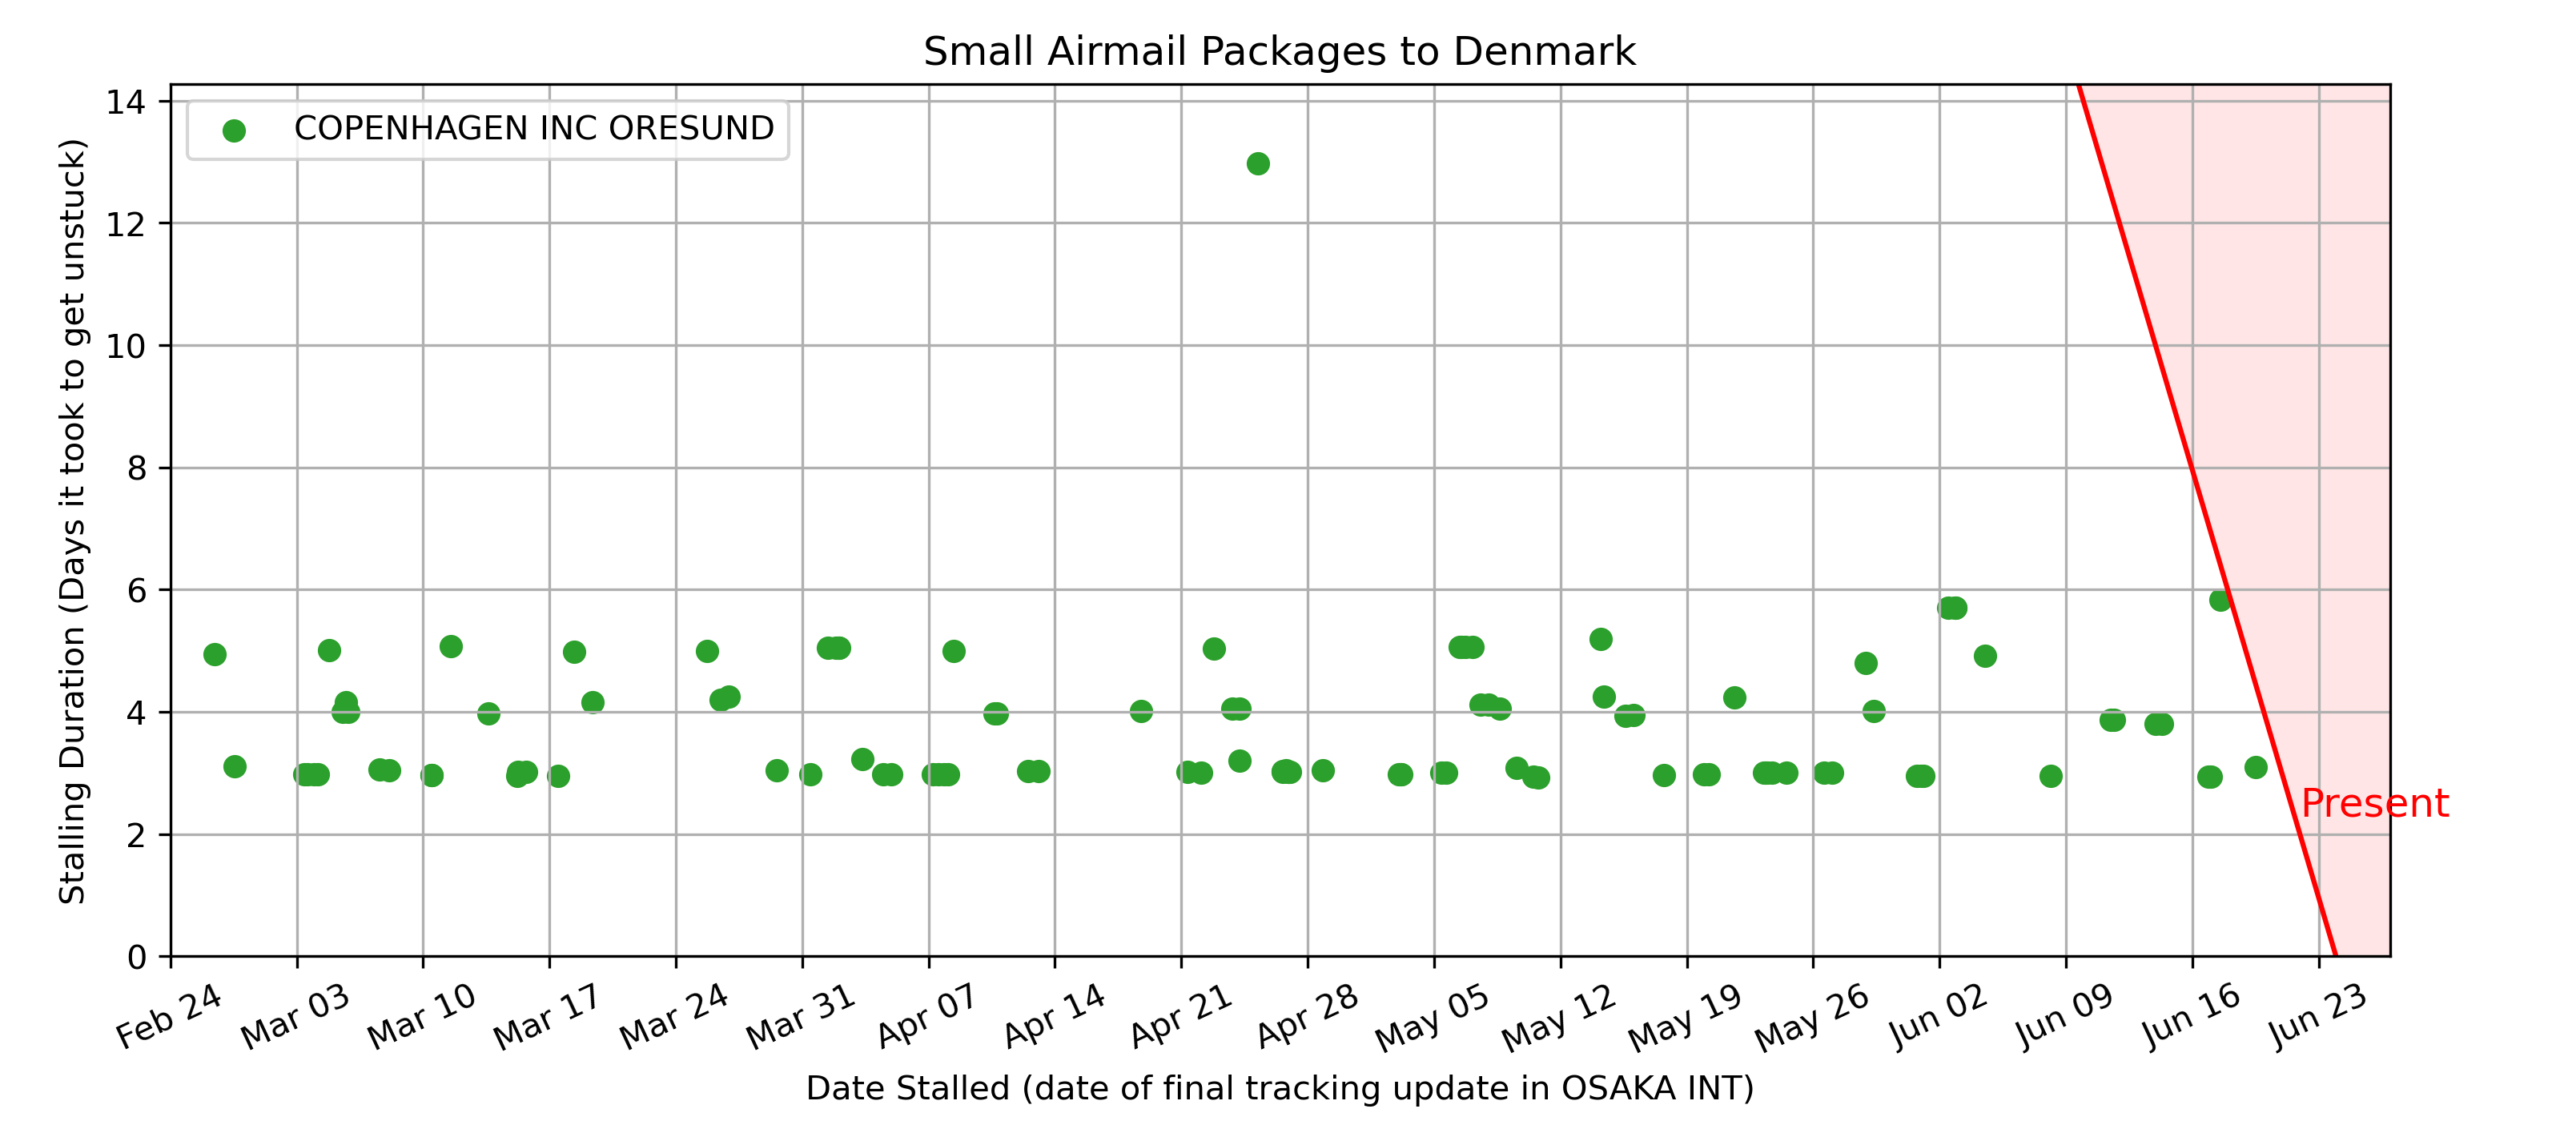 Small Airmail Packages to Denmark
COPENHAGEN INC ORESUND
Stalling Duration (Days it took to get unstuck)
14
12
10
8
6
4
2
0
Present
Feb 24
Mar 03
Mar 10
Mar 17
Mar 24
Mar 31
Apr 07
Apr 14
Apr 21
Apr 28
May 05
May 12
May 19
May 26
Jun 02
Jun 09
Jun 16
Jun 23
Date Stalled (date of final tracking update in OSAKA INT)